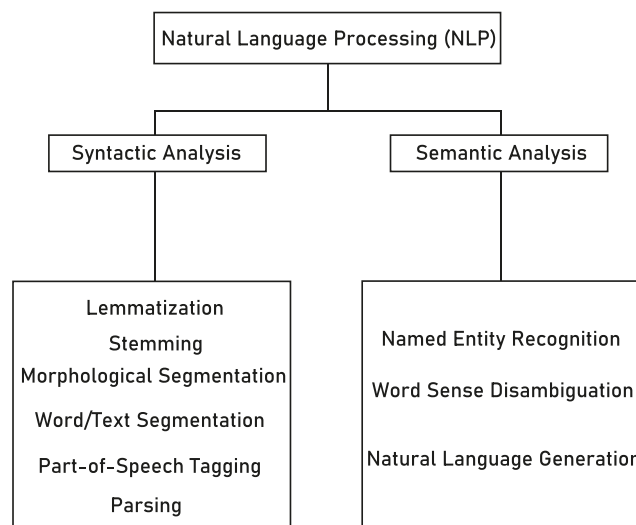 Natural Language Processing (NLP)
Syntactic Analysis
Semantic Analysis
Lemmatization
Stemming
Morphological Segmentation
Word/Text Segmentation
Part-of-Speech Tagging
Parsing
Named Entity Recognition
Word Sense Disambiguation
Natural Language Generation